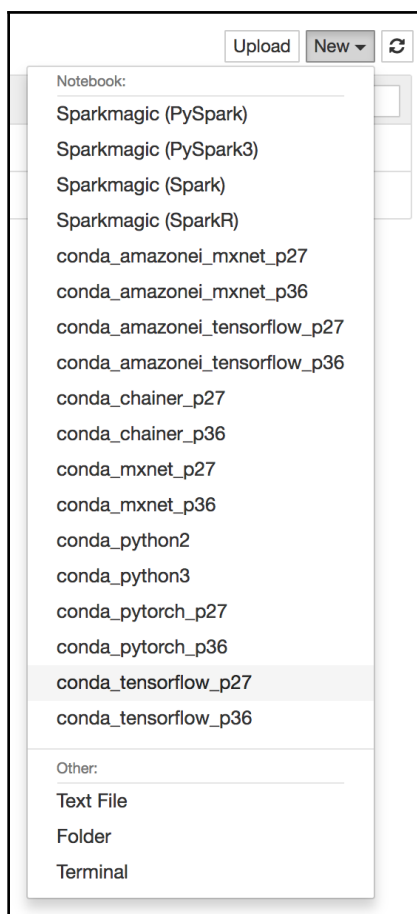 Upload New
Notebook:
Sparkmagic (PySpark)
Sparkmagic (PySpark3)
Sparkmagic (Spark)
Sparkmagic (SparkR)
conda_amazonei_mxnet_p27
conda_amazonei_mxnet_p36
conda_amazonei_tensorflow_p27
conda_amazonei_tensorflow_p36
conda_chainer_p27
conda_chainer_p36
conda_mxnet_p27
conda_mxnet_p36
conda_python2
conda_python3
conda_pytorch_p27
conda_pytorch_p36
conda_tensorflow_p27
conda_tensorflow_p36
Other:
Text File
Folder
Terminal